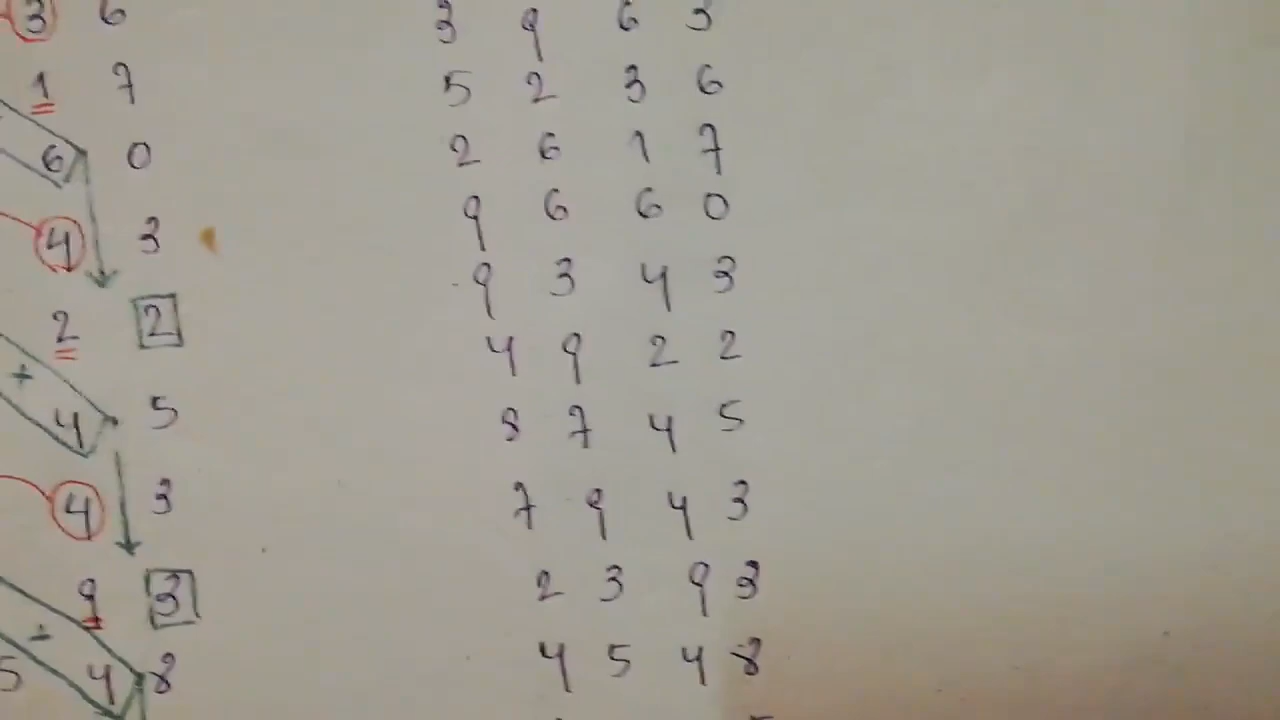 3 6 3 9 6 3
1 7 5 2 3 6
6 0 2 6 1 7
4 3 9 6 6 0
2 2 9 3 4 3
+ 4 9 2 2
4 5 8 7 4 5
4 3 7 9 4 3
9 3 2 3 9 3
+
5 4 8 4 5 4 8